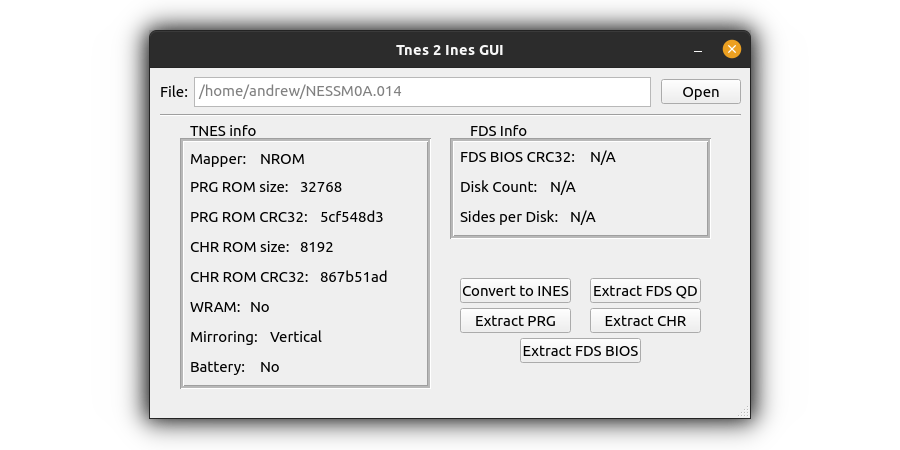 Tnes 2 Ines GUI
File: /home/andrew/NESSM0A.014 Open
TNES info
Mapper: NROM
PRG ROM size: 32768
PRG ROM CRC32: 5cf548d3
CHR ROM size: 8192
CHR ROM CRC32: 867b51ad
WRAM: No
Mirroring: Vertical
Battery: No
FDS Info
FDS BIOS CRC32: N/A
Disk Count: N/A
Sides per Disk: N/A
Convert to INES Extract FDS QD
Extract PRG Extract CHR
Extract FDS BIOS